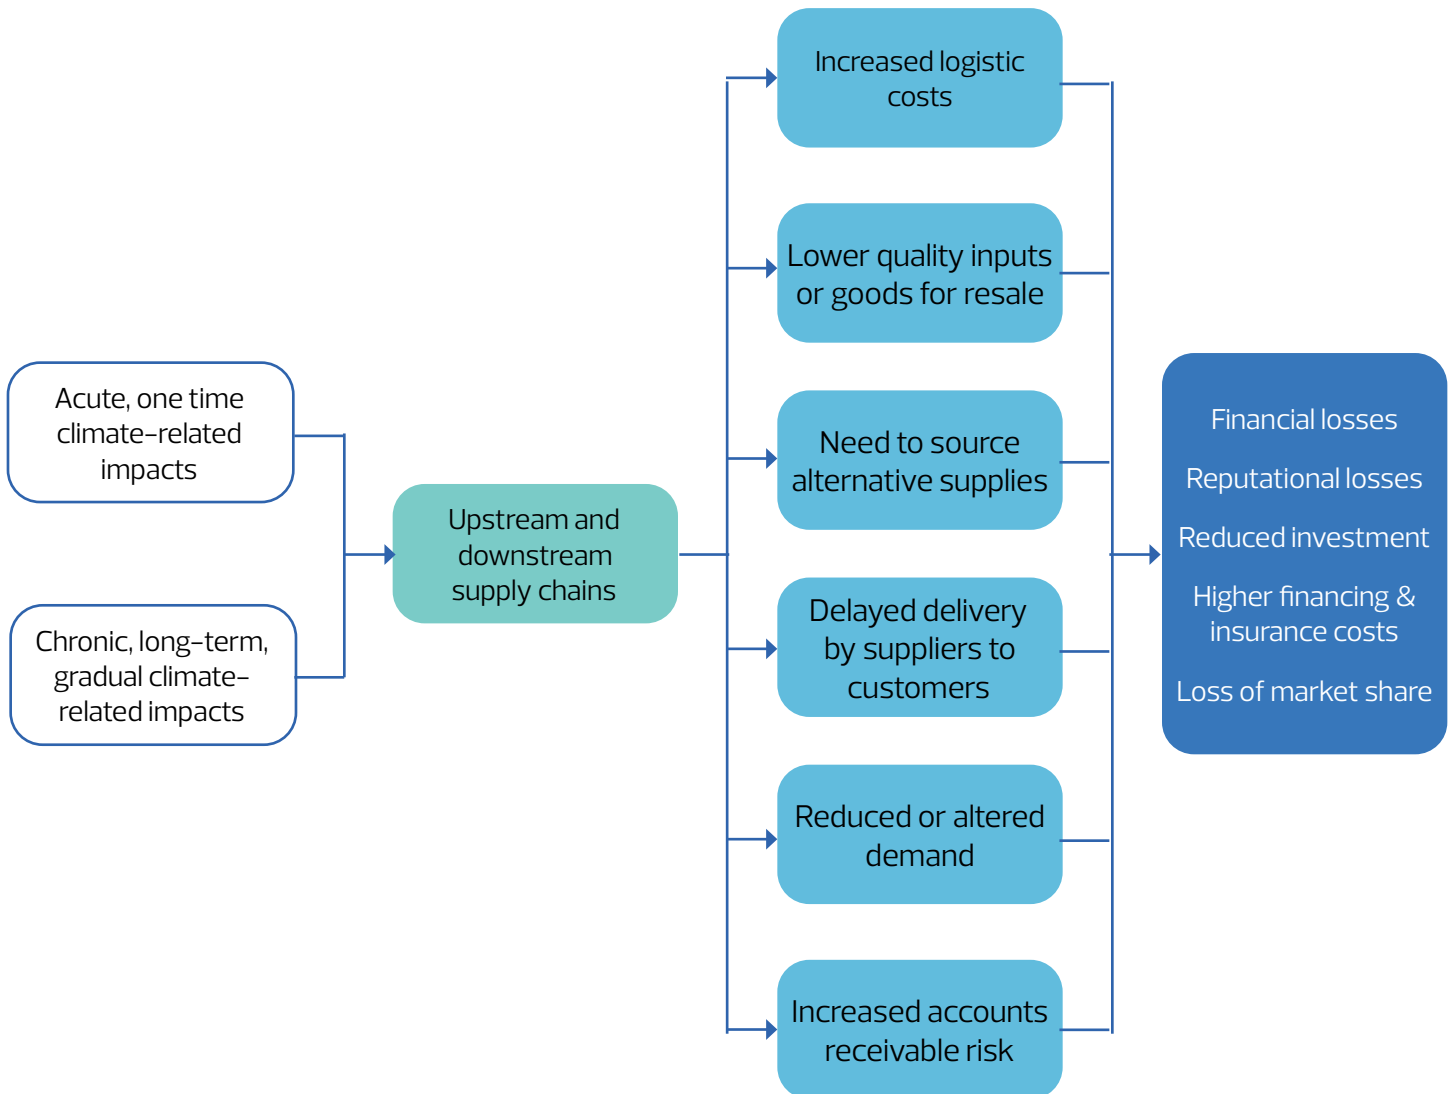 Acute, one time
climate-related
impacts
Chronic, long-term,
gradual climate-
related impacts
Upstream and
downstream
supply chains
Increased logistic
costs
Lower quality inputs
or goods for resale
Need to source
alternative supplies
Delayed delivery
by suppliers to
customers
Reduced or altered
demand
Increased accounts
receivable risk
Financial losses
Reputational losses
Reduced investment
Higher financing &
insurance costs
Loss of market share